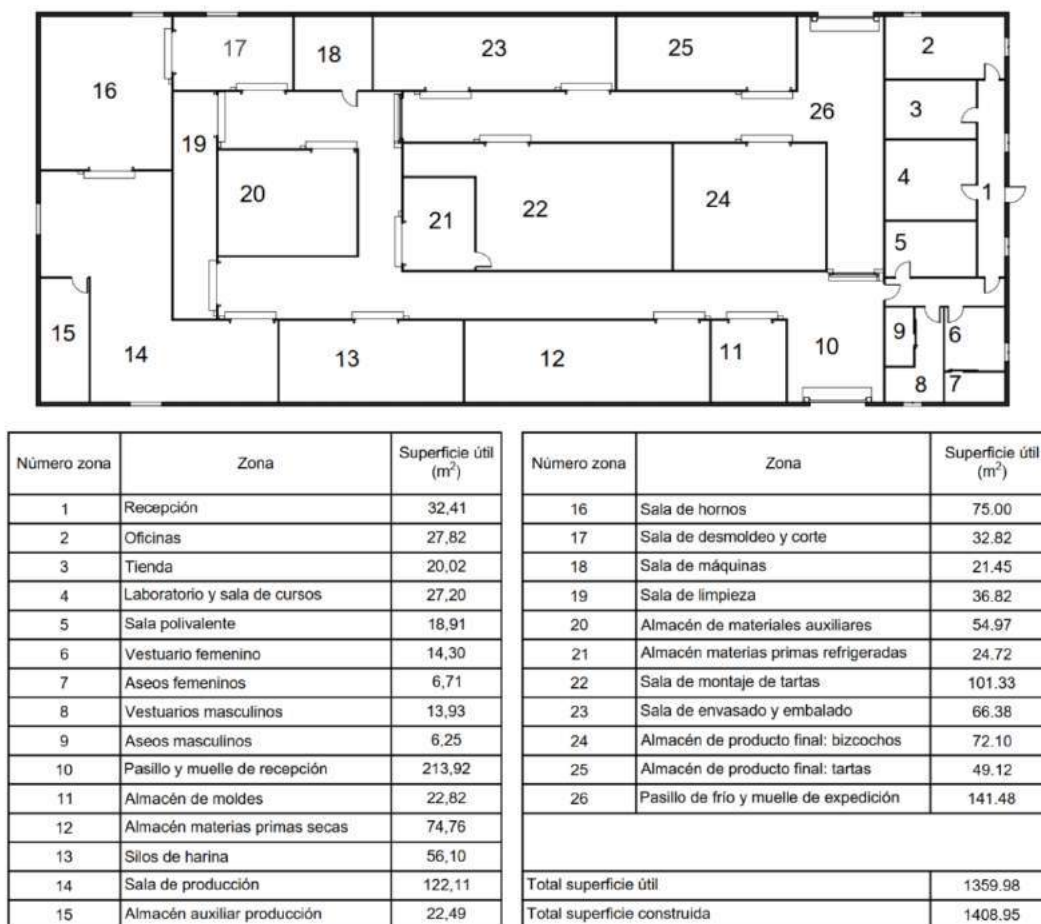 17
18
23
25
2
16
3
26
19
20
4
1
21
22
24
5
15
14
13
12
11
10
9
6
8
7
Número zona Zona Superficie útil (m²)
1 Recepción 32,41
2 Oficinas 27,82
3 Tienda 20,02
4 Laboratorio y sala de cursos 27,20
5 Sala polivalente 18,91
6 Vestuario femenino 14,30
7 Aseos femeninos 6,71
8 Vestuarios masculinos 13,93
9 Aseos masculinos 6,25
10 Pasillo y muelle de recepción 213,92
11 Almacén de moldes 22,82
12 Almacén materias primas secas 74,76
13 Silos de harina 56,10
14 Sala de producción 122,11
15 Almacén auxiliar producción 22,49
Número zona Zona Superficie útil (m²)
16 Sala de hornos 75.00
17 Sala de desmoldeo y corte 32.82
18 Sala de máquinas 21.45
19 Sala de limpieza 36.82
20 Almacén de materiales auxiliares 54.97
21 Almacén materias primas refrigeradas 24.72
22 Sala de montaje de tartas 101.33
23 Sala de envasado y embalado 66.38
24 Almacén de producto final: bizcochos 72.10
25 Almacén de producto final: tartas 49.12
26 Pasillo de frío y muelle de expedición 141.48
Total superficie útil 1359.98
Total superficie construida 1408.95